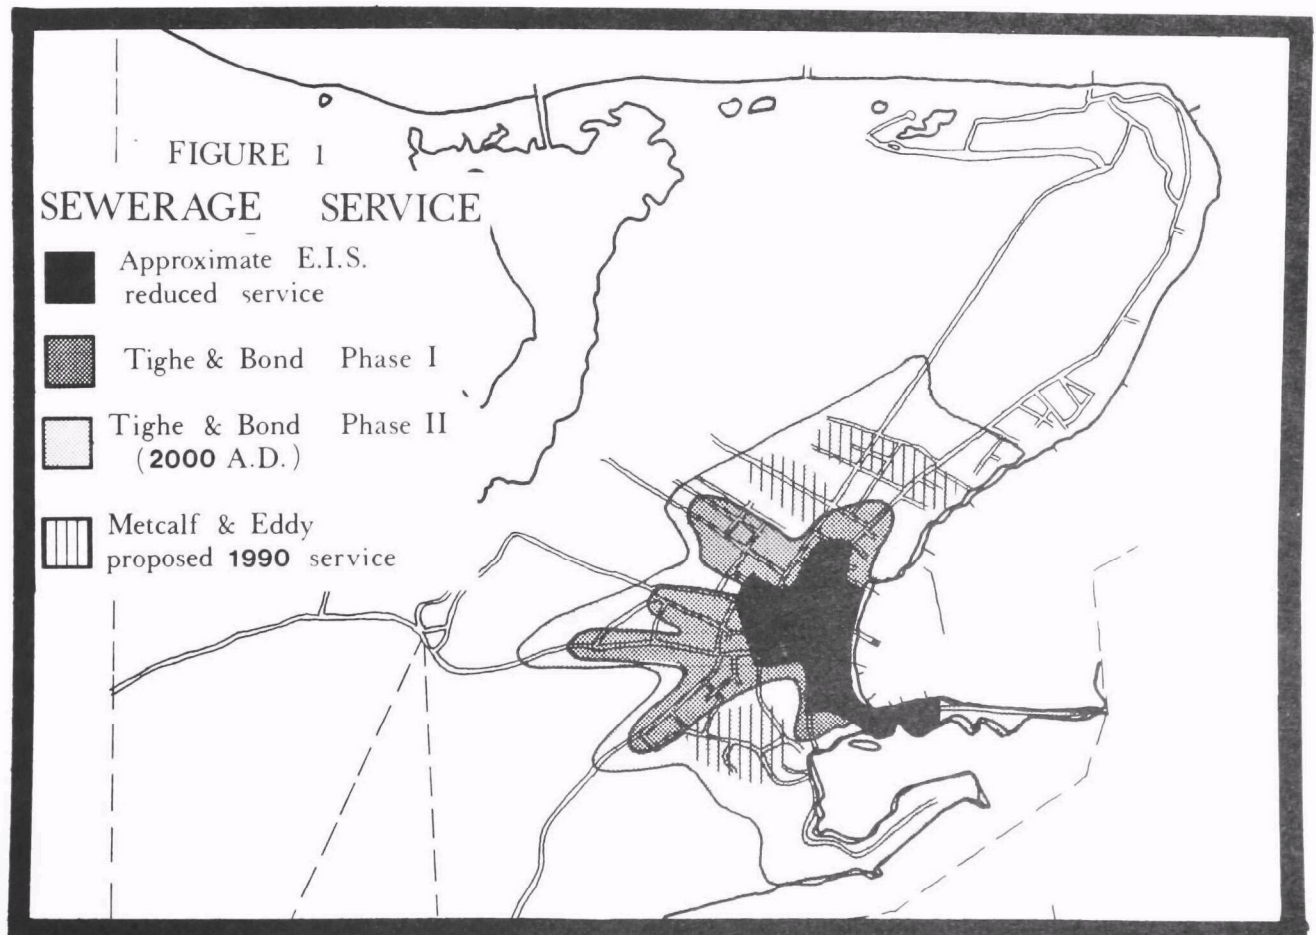 FIGURE 1
SEWERAGE SERVICE
Approximate E.I.S.
reduced service
Tighe & Bond Phase I
Tighe & Bond Phase II
(2000 A.D.)
Metcalf & Eddy
proposed 1990 service